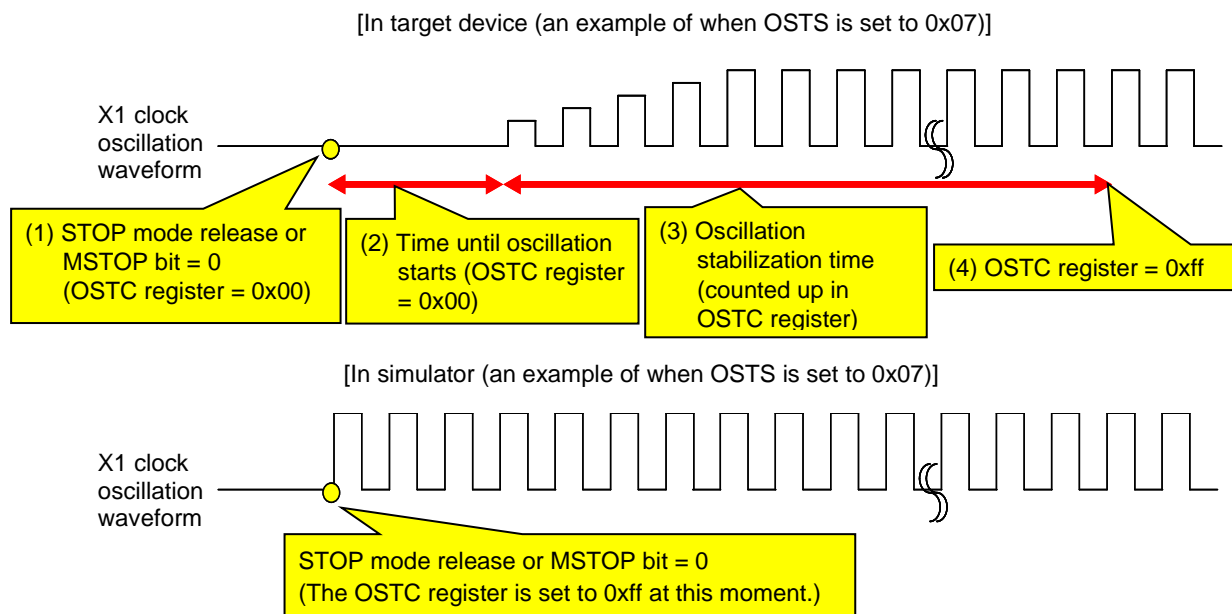 [In target device (an example of when OSTS is set to 0x07)]
X1 clock
oscillation
waveform
(1) STOP mode release or
MSTOP bit = 0
(OSTC register = 0x00)
(2) Time until oscillation
starts (OSTC register
= 0x00)
(3) Oscillation
stabilization time
(counted up in
OSTC register)
(4) OSTC register = 0xff
[In simulator (an example of when OSTS is set to 0x07)]
X1 clock
oscillation
waveform
STOP mode release or MSTOP bit = 0
(The OSTC register is set to 0xff at this moment.)